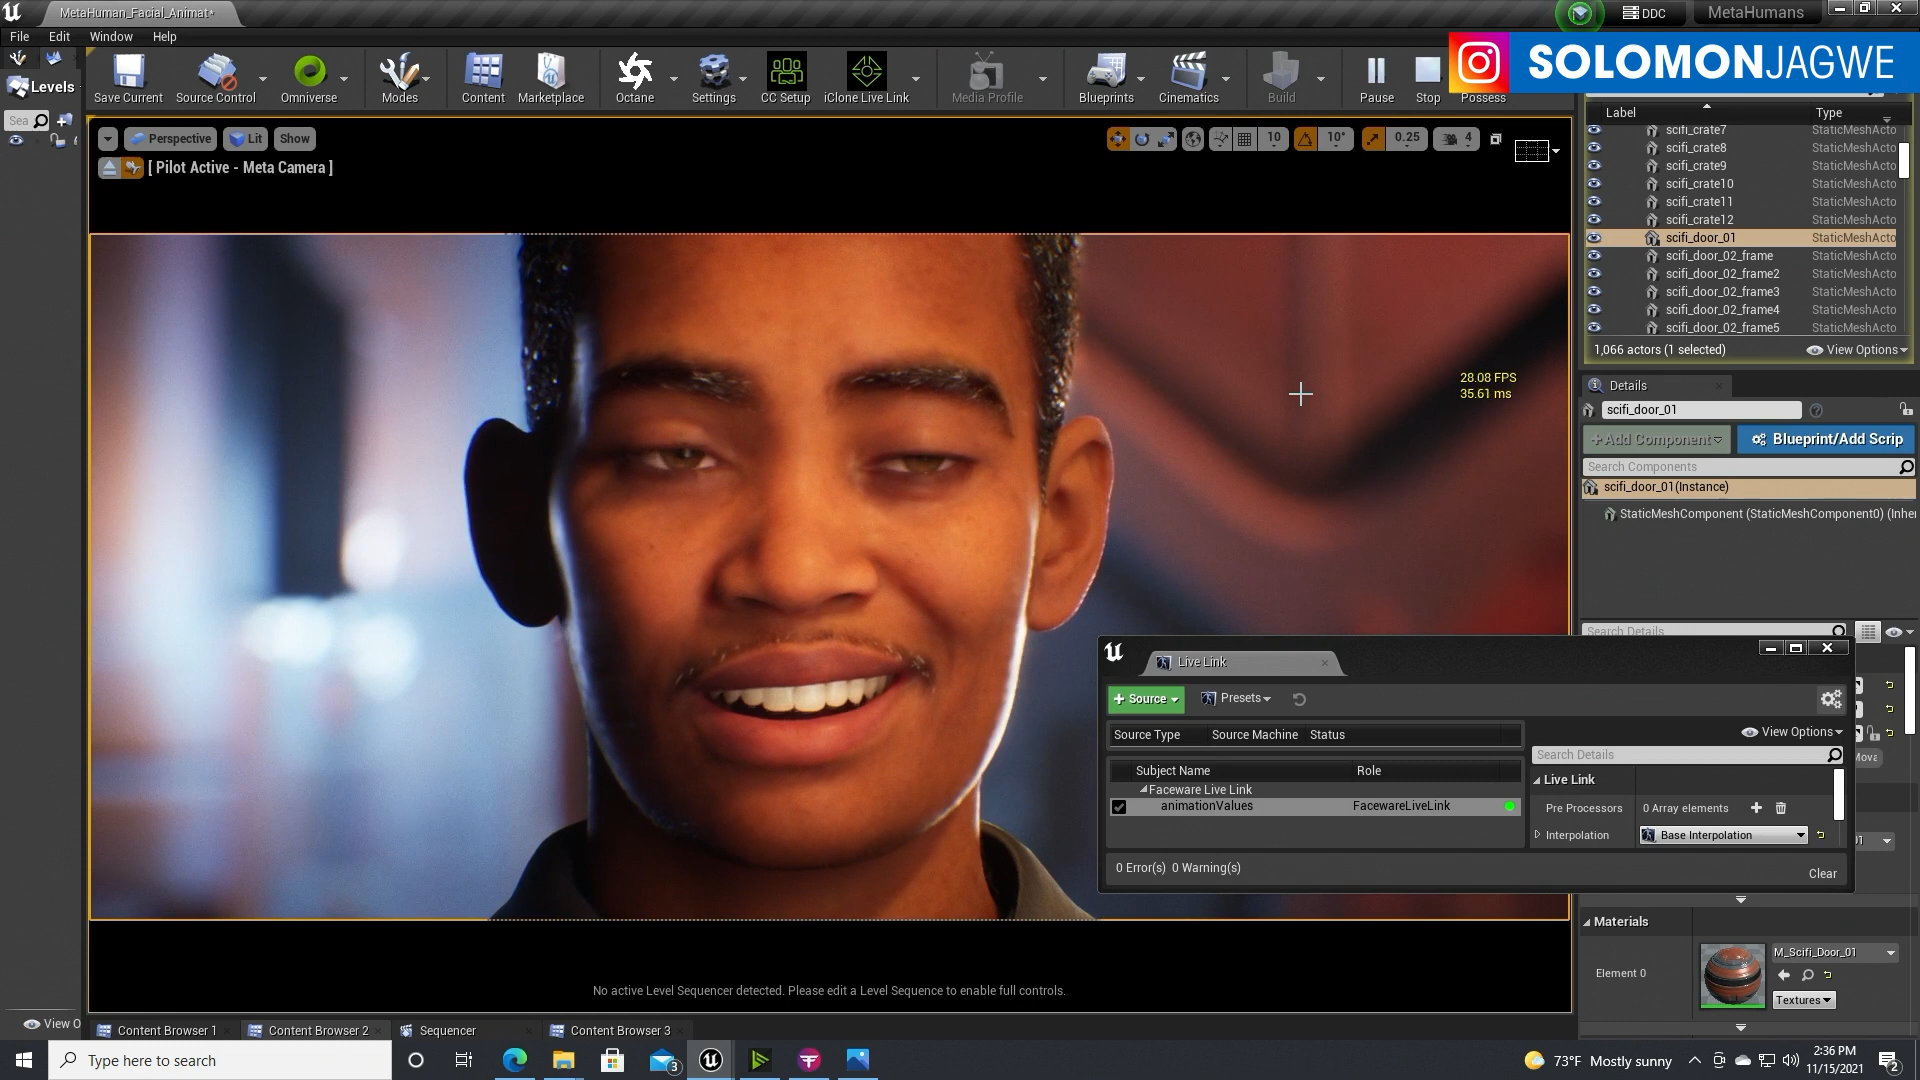 MetaHuman_Facial_Animat*
DDC
MetaHumans
File Edit Window Help
SOLOMONJAGWE
Levels
Save Current
Source Control
Omniverse
Modes
Content
Marketplace
Octane
Settings
CC Setup
iClone Live Link
Media Profile
Blueprints
Cinematics
Build
Pause
Stop
Possess
Sea
Label Type
Perspective Lit Show
10 10° 0.25 4
[ Pilot Active - Meta Camera ]
scifi_crate7 StaticMeshActo
scifi_crate8 StaticMeshActo
scifi_crate9 StaticMeshActo
scifi_crate10 StaticMeshActo
scifi_crate11 StaticMeshActo
scifi_crate12 StaticMeshActo
scifi_door_01 StaticMeshActo
scifi_door_02_frame StaticMeshActo
scifi_door_02_frame2 StaticMeshActo
scifi_door_02_frame3 StaticMeshActo
scifi_door_02_frame4 StaticMeshActo
scifi_door_02_frame5 StaticMeshActo
1,066 actors (1 selected) View Options
28.08 FPS
35.61 ms
Details
scifi_door_01
+Add Component Blueprint/Add Scrip
Search Components
scifi_door_01(Instance)
StaticMeshComponent (StaticMeshComponent0) (Inher
Search Details
Live Link
+ Source Presets
Source Type Source Machine Status
View Options
Search Details
Subject Name Role
Live Link
Faceware Live Link
animationValues FacewareLiveLink
Pre Processors 0 Array elements
Interpolation Base Interpolation
0 Error(s) 0 Warning(s)
Clear
Materials
Element 0
M_Scifi_Door_01
Textures
No active Level Sequencer detected. Please edit a Level Sequence to enable full controls.
View O
Content Browser 1
Content Browser 2
Sequencer
Content Browser 3
Type here to search
3
73°F Mostly sunny
2:36 PM
11/15/2021
2